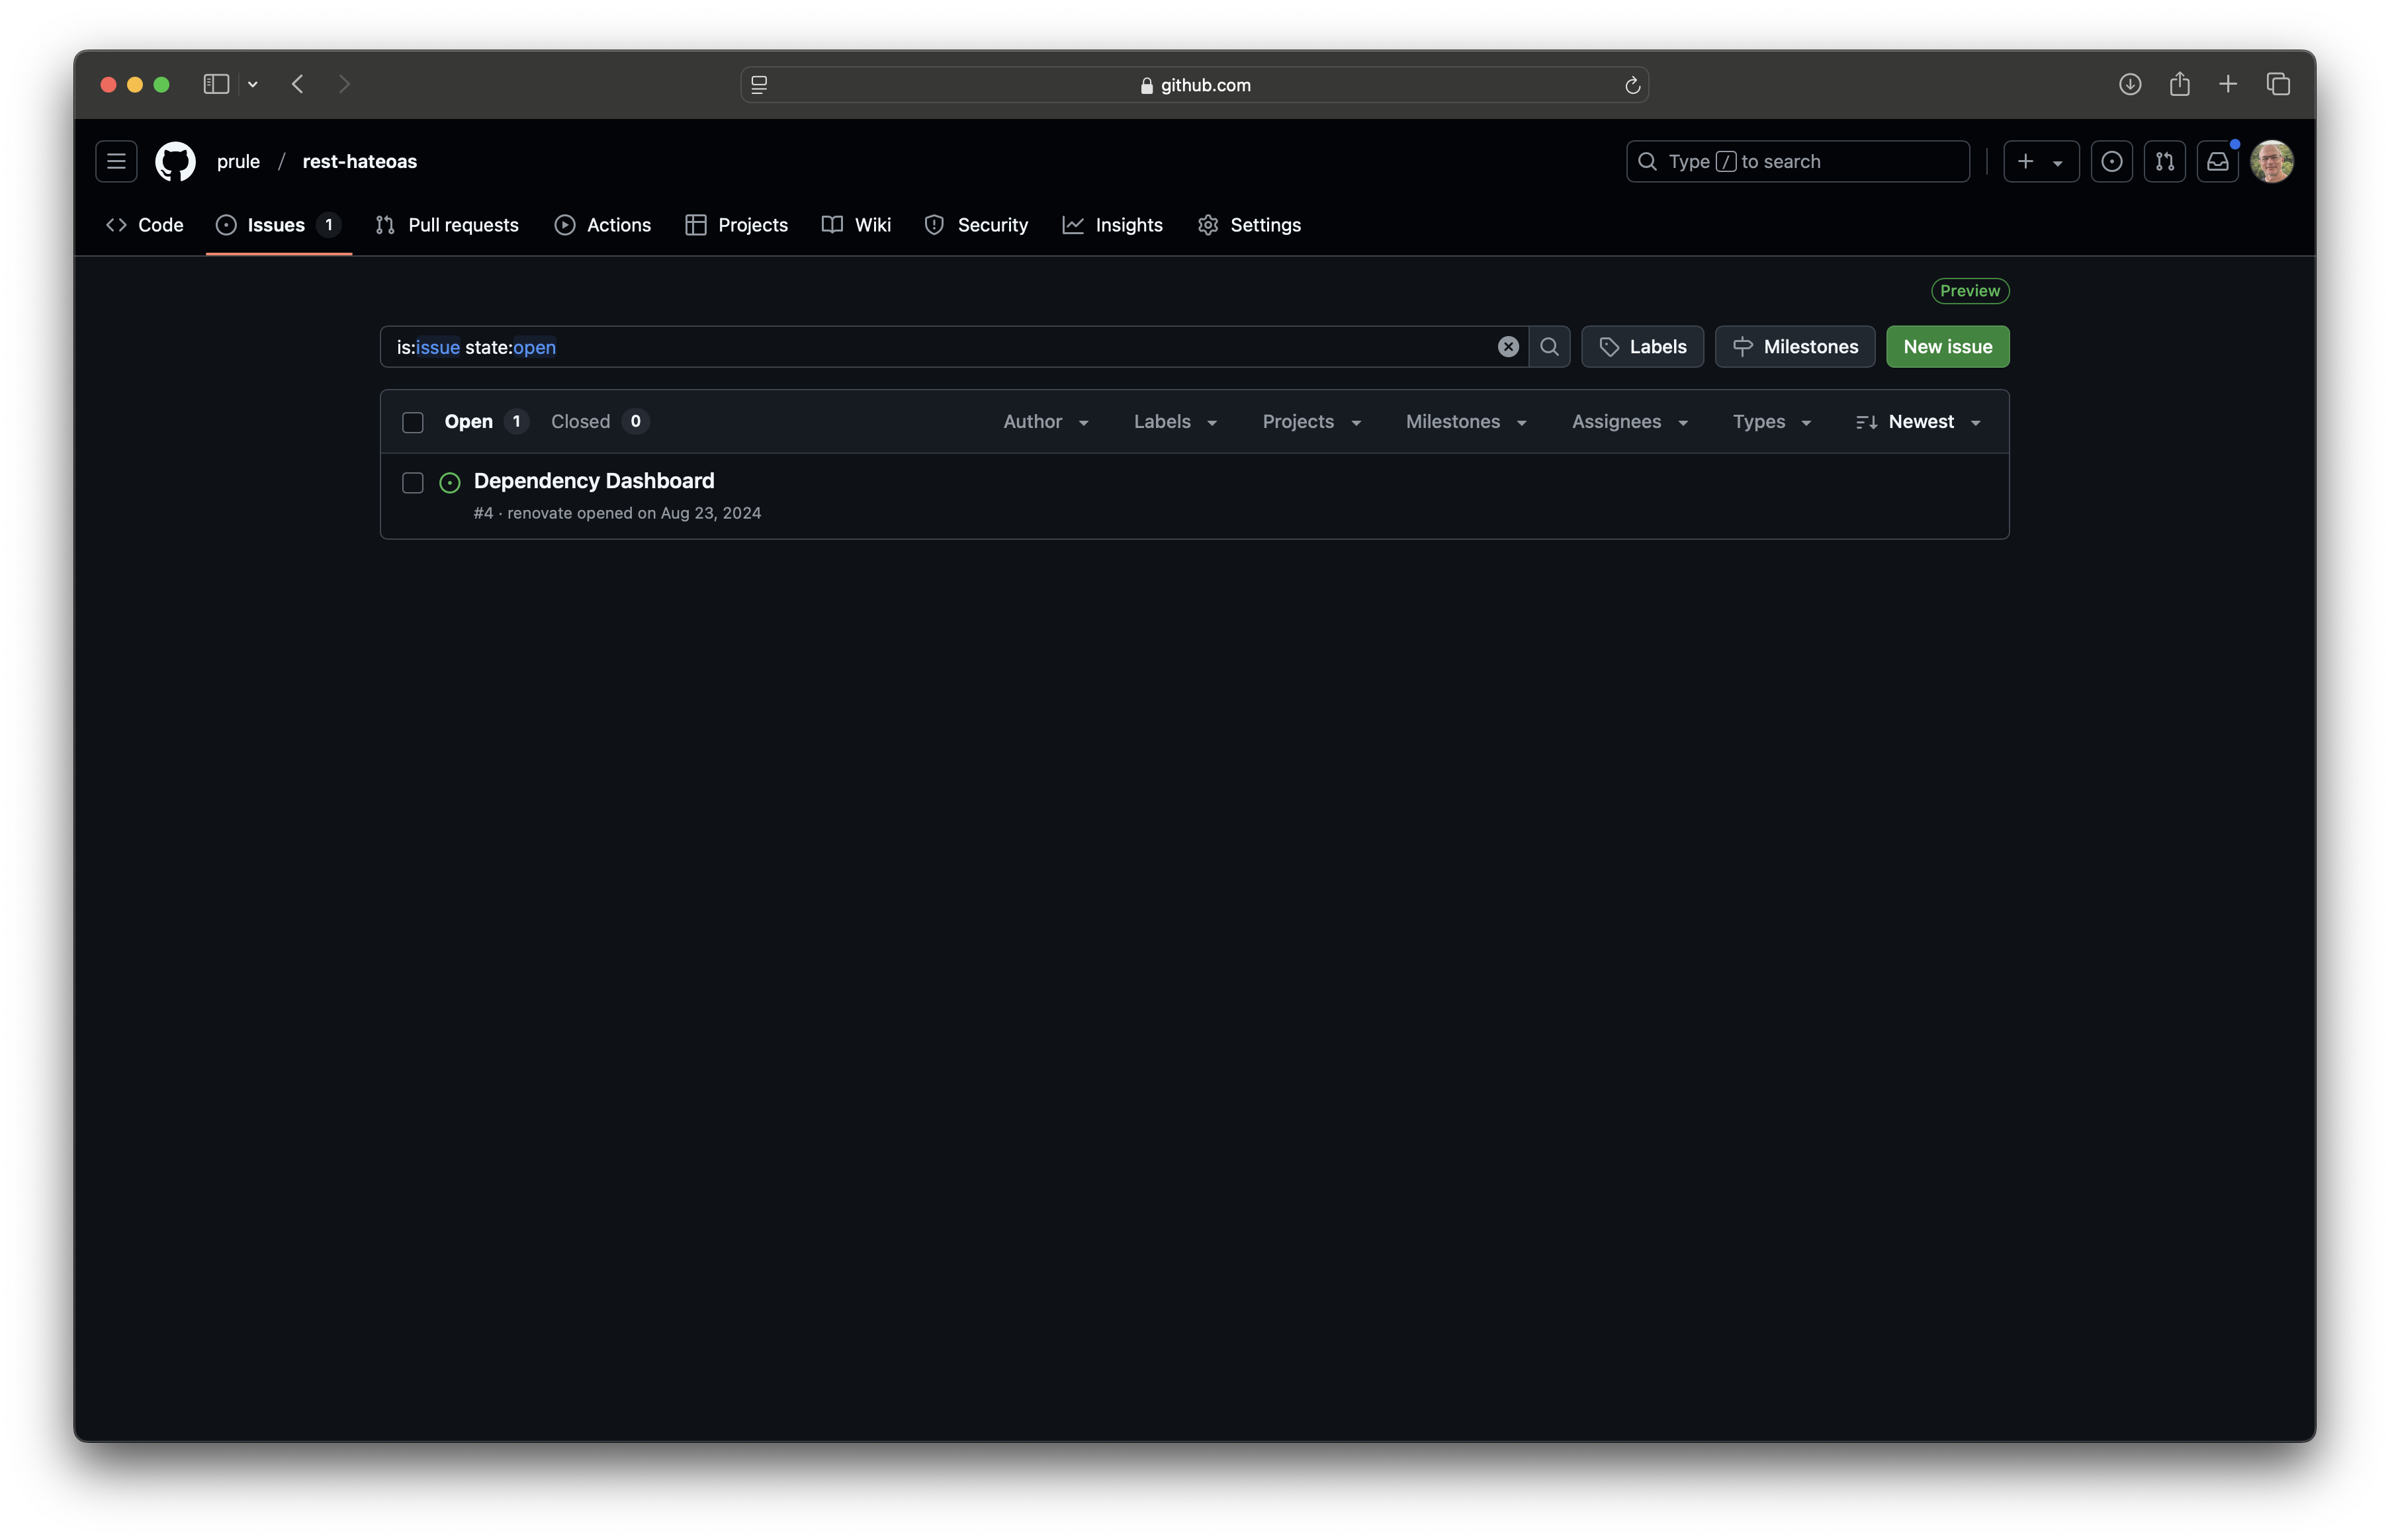 github.com
prule / rest-hateoas
Type / to search
Code
Issues 1
Pull requests
Actions
Projects
Wiki
Security
Insights
Settings
Preview
is:issue state:open
Labels
Milestones
New issue
Open 1 Closed 0
Author
Labels
Projects
Milestones
Assignees
Types
Newest
Dependency Dashboard
#4 · renovate opened on Aug 23, 2024